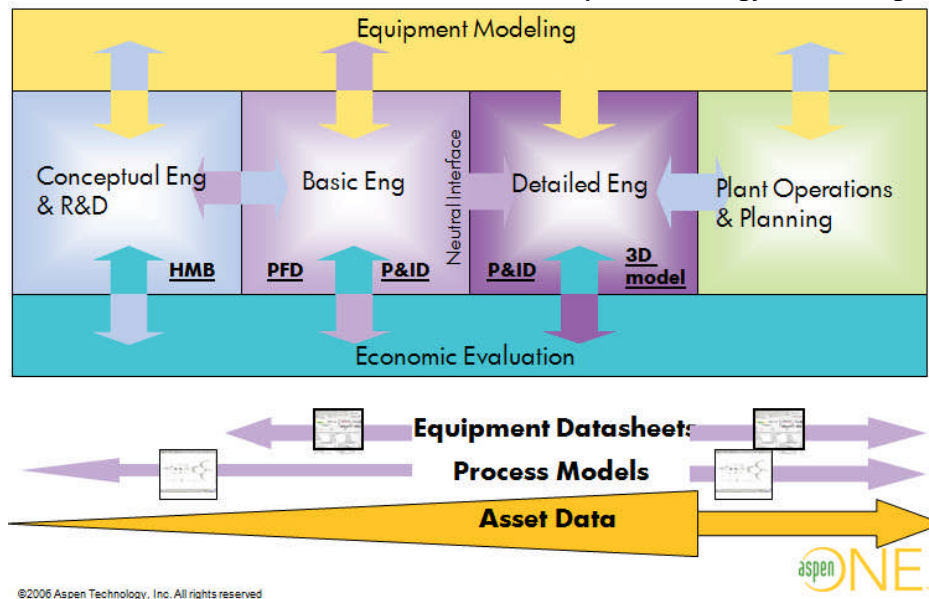 Equipment Modeling
Conceptual Eng
& R&D
Basic Eng
Neutral Interface
Detailed Eng
Plant Operations
& Planning
HMB
PFD
P&ID
P&ID
3D
model
Economic Evaluation
Equipment Datasheets
Process Models
Asset Data
aspen ONE
©2006 Aspen Technology, Inc. All rights reserved